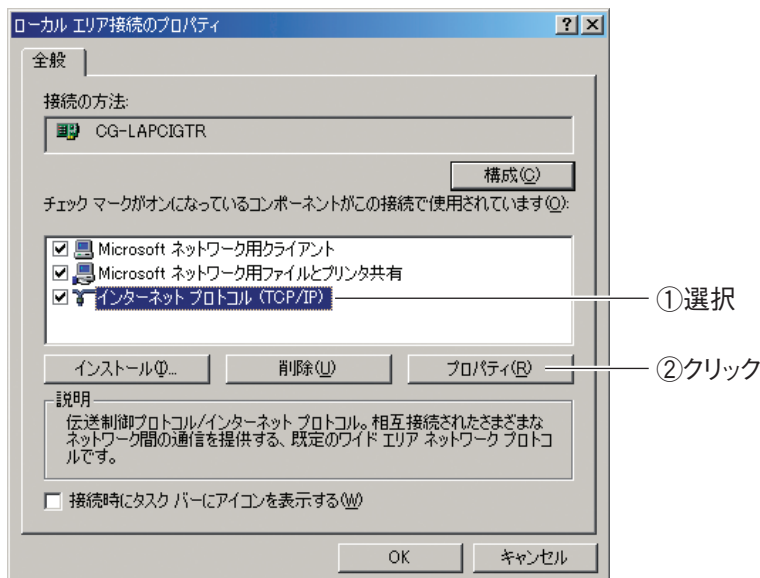 ローカル エリア接続のプロパティ
全般
接続の方法:
CG-LAPCIGTR
構成(C)
チェック マークがオンになっているコンポーネントがこの接続で使用されています(O):
Microsoft ネットワーク用クライアント
Microsoft ネットワーク用ファイルとプリンタ共有
インターネット プロトコル (TCP/IP)
①選択
インストール(I)...
削除(U)
プロパティ(R)
②クリック
説明
伝送制御プロトコル/インターネット プロトコル。相互接続されたさまざまな
ネットワーク間の通信を提供する、既定のワイド エリア ネットワーク プロトコ
ルです。
接続時にタスク バーにアイコンを表示する(W)
OK
キャンセル